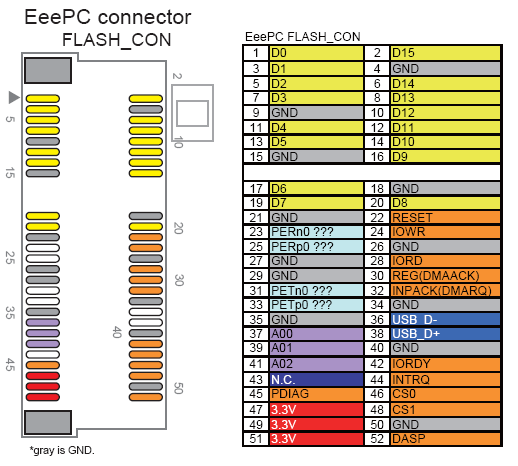 EeePC connector
FLASH_CON
2
5
10
15
20
25
30
35
40
45
50
*gray is GND.
EeePC FLASH_CON
1 D0 2 D15
3 D1 4 GND
5 D2 6 D14
7 D3 8 D13
9 GND 10 D12
11 D4 12 D11
13 D5 14 D10
15 GND 16 D9
17 D6 18 GND
19 D7 20 D8
21 GND 22 RESET
23 PERn0 ??? 24 IOWR
25 PERp0 ??? 26 GND
27 GND 28 IORD
29 GND 30 REG(DMAACK)
31 PETn0 ??? 32 INPACK(DMARQ)
33 PETp0 ??? 34 GND
35 GND 36 USB_D-
37 A00 38 USB_D+
39 A01 40 GND
41 A02 42 IORDY
43 N.C. 44 INTRQ
45 PDIAG 46 CS0
47 3.3V 48 CS1
49 3.3V 50 GND
51 3.3V 52 DASP